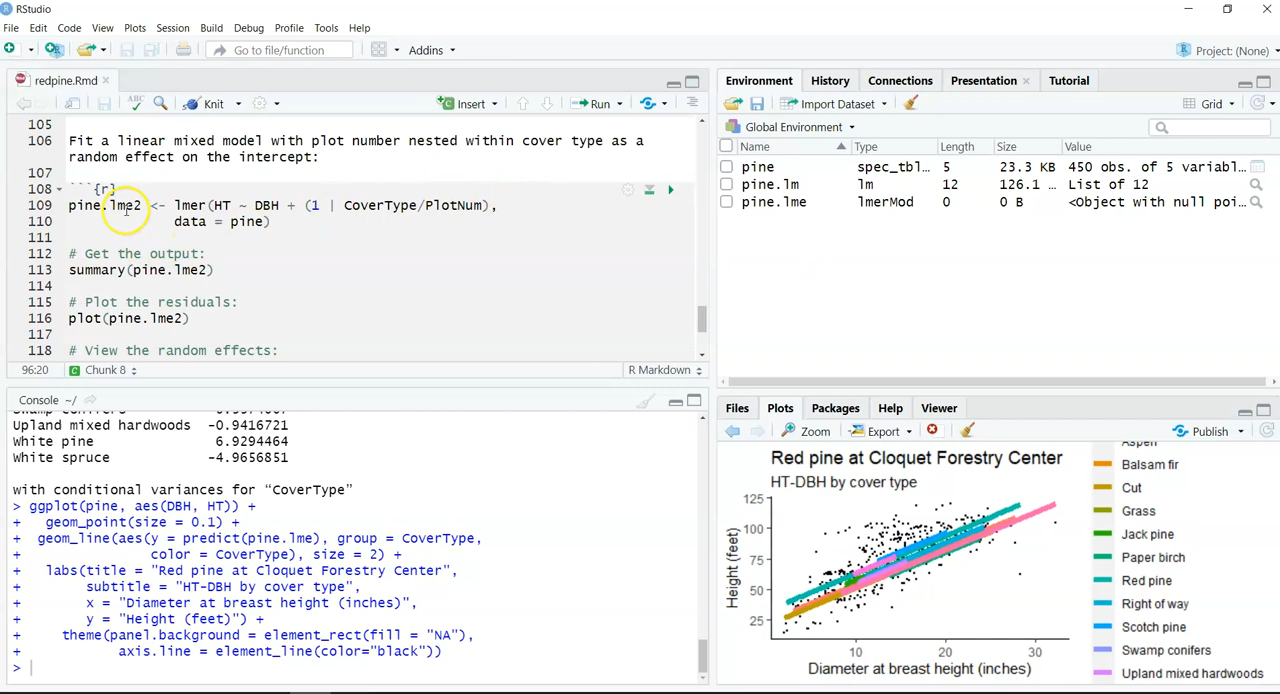 RStudio
File Edit Code View Plots Session Build Debug Profile Tools Help
Go to file/function Addins Project: (None)
redpine.Rmd
ABC Knit Insert Run
105
106 Fit a linear mixed model with plot number nested within cover type as a
random effect on the intercept:
107
108 ```{r}
109 pine.lme2 <- lmer(HT ~ DBH + (1 | CoverType/PlotNum),
110 data = pine)
111
112 # Get the output:
113 summary(pine.lme2)
114
115 # Plot the residuals:
116 plot(pine.lme2)
117
118 # View the random effects:
96:20 Chunk 8 R Markdown
Console ~/
Upland mixed hardwoods -0.9416721
White pine 6.9294464
White spruce -4.9656851
with conditional variances for “CoverType”
> ggplot(pine, aes(DBH, HT)) +
+ geom_point(size = 0.1) +
+ geom_line(aes(y = predict(pine.lme), group = CoverType,
+ color = CoverType), size = 2) +
+ labs(title = "Red pine at Cloquet Forestry Center",
+ subtitle = "HT-DBH by cover type",
+ x = "Diameter at breast height (inches)",
+ y = "Height (feet)") +
+ theme(panel.background = element_rect(fill = "NA"),
+ axis.line = element_line(color="black"))
>
Environment History Connections Presentation Tutorial
Import Dataset Grid
Global Environment
Name Type Length Size Value
pine spec_tbl… 5 23.3 KB 450 obs. of 5 variabl…
pine.lm lm 12 126.1 … List of 12
pine.lme lmerMod 0 0 B <Object with null poi…
Files Plots Packages Help Viewer
Zoom Export Publish
Red pine at Cloquet Forestry Center
HT-DBH by cover type
125
100
75
50
25
Height (feet)
10 20 30
Diameter at breast height (inches)
Aspen
Balsam fir
Cut
Grass
Jack pine
Paper birch
Red pine
Right of way
Scotch pine
Swamp conifers
Upland mixed hardwoods